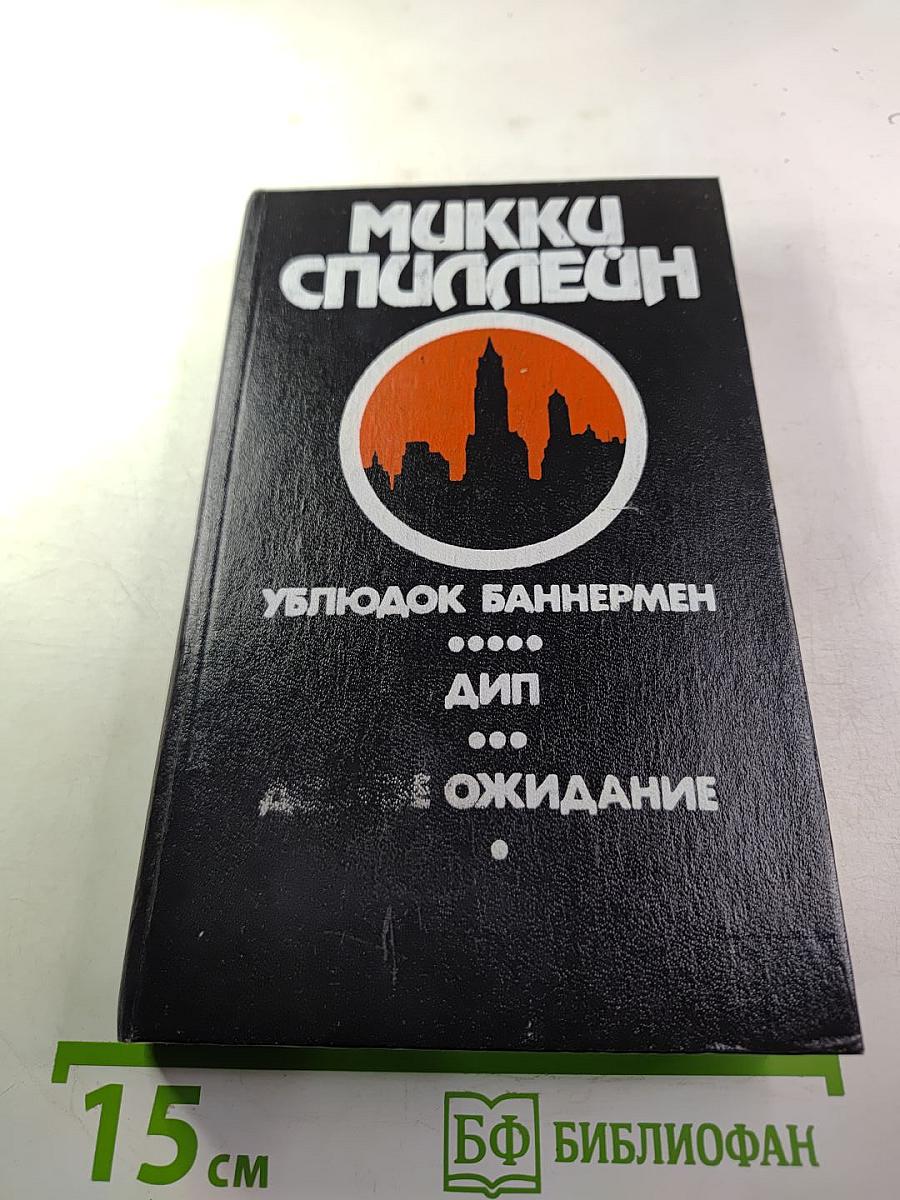 МИККИ
СПИЛЛЕЙН
УБЛЮДОК БАННЕРМЕН
ДИП
ОЖИДАНИЕ
15 см
БФ БИБЛИОФАН